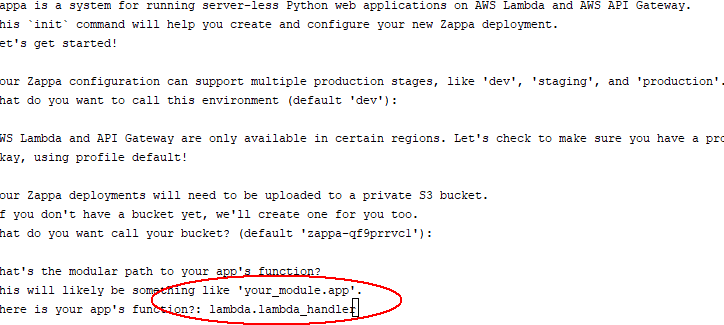 appa is a system for running server-less Python web applications on AWS Lambda and AWS API Gateway.
his `init` command will help you create and configure your new Zappa deployment.
et's get started!
our Zappa configuration can support multiple production stages, like 'dev', 'staging', and 'production'.
hat do you want to call this environment (default 'dev'):
WS Lambda and API Gateway are only available in certain regions. Let's check to make sure you have a pro
kay, using profile default!
our Zappa deployments will need to be uploaded to a private S3 bucket.
f you don't have a bucket yet, we'll create one for you too.
hat do you want call your bucket? (default 'zappa-qf9prrvcl'):
hat's the modular path to your app's function?
his will likely be something like 'your_module.app'.
here is your app's function?: lambda.lambda_handler